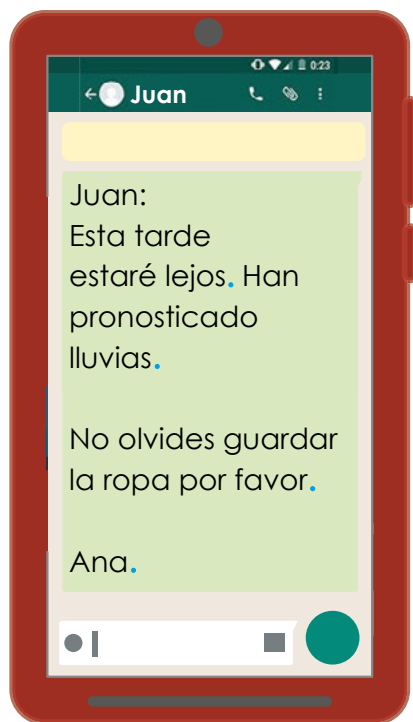 0:23
Juan
Juan:
Esta tarde
estaré lejos. Han
pronosticado
lluvias.
No olvides guardar
la ropa por favor.
Ana.